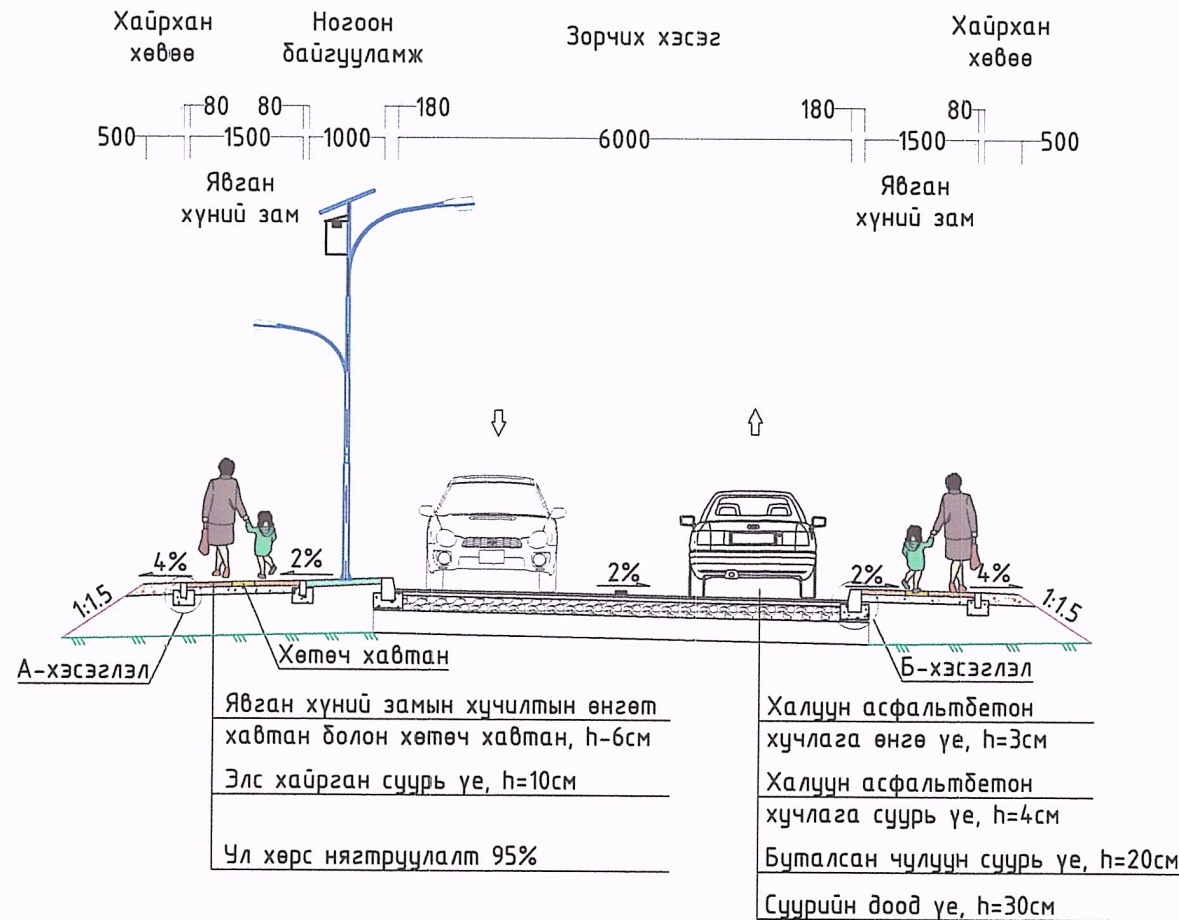 Хайрхан
хөвөө
Ногоон
байгууламж
Зорчих хэсэг
Хайрхан
хөвөө
80 80 180 180 80
500 1500 1000 6000 1500 500
Явган
хүний зам
Явган
хүний зам
4% 2% 2% 2% 4%
1:1.5 1:1.5
А-хэсэглэл
Хөтөч хавтан
Б-хэсэглэл
Явган хүний замын хучилтын өнгөт
хавтан болон хөтөч хавтан, h-6см
Элс хайрган суурь үе, h=10см
Ул хөрс нягтруулалт 95%
Халуун асфальтбетон
хучлага өнгө үе, h=3см
Халуун асфальтбетон
хучлага суурь үе, h=4см
Буталсан чулуун суурь үе, h=20см
Суурийн доод үе, h=30см